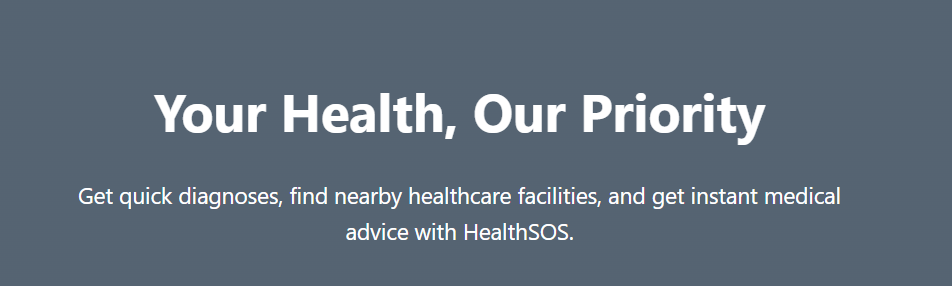 Your Health, Our Priority
Get quick diagnoses, find nearby healthcare facilities, and get instant medical
advice with HealthSOS.